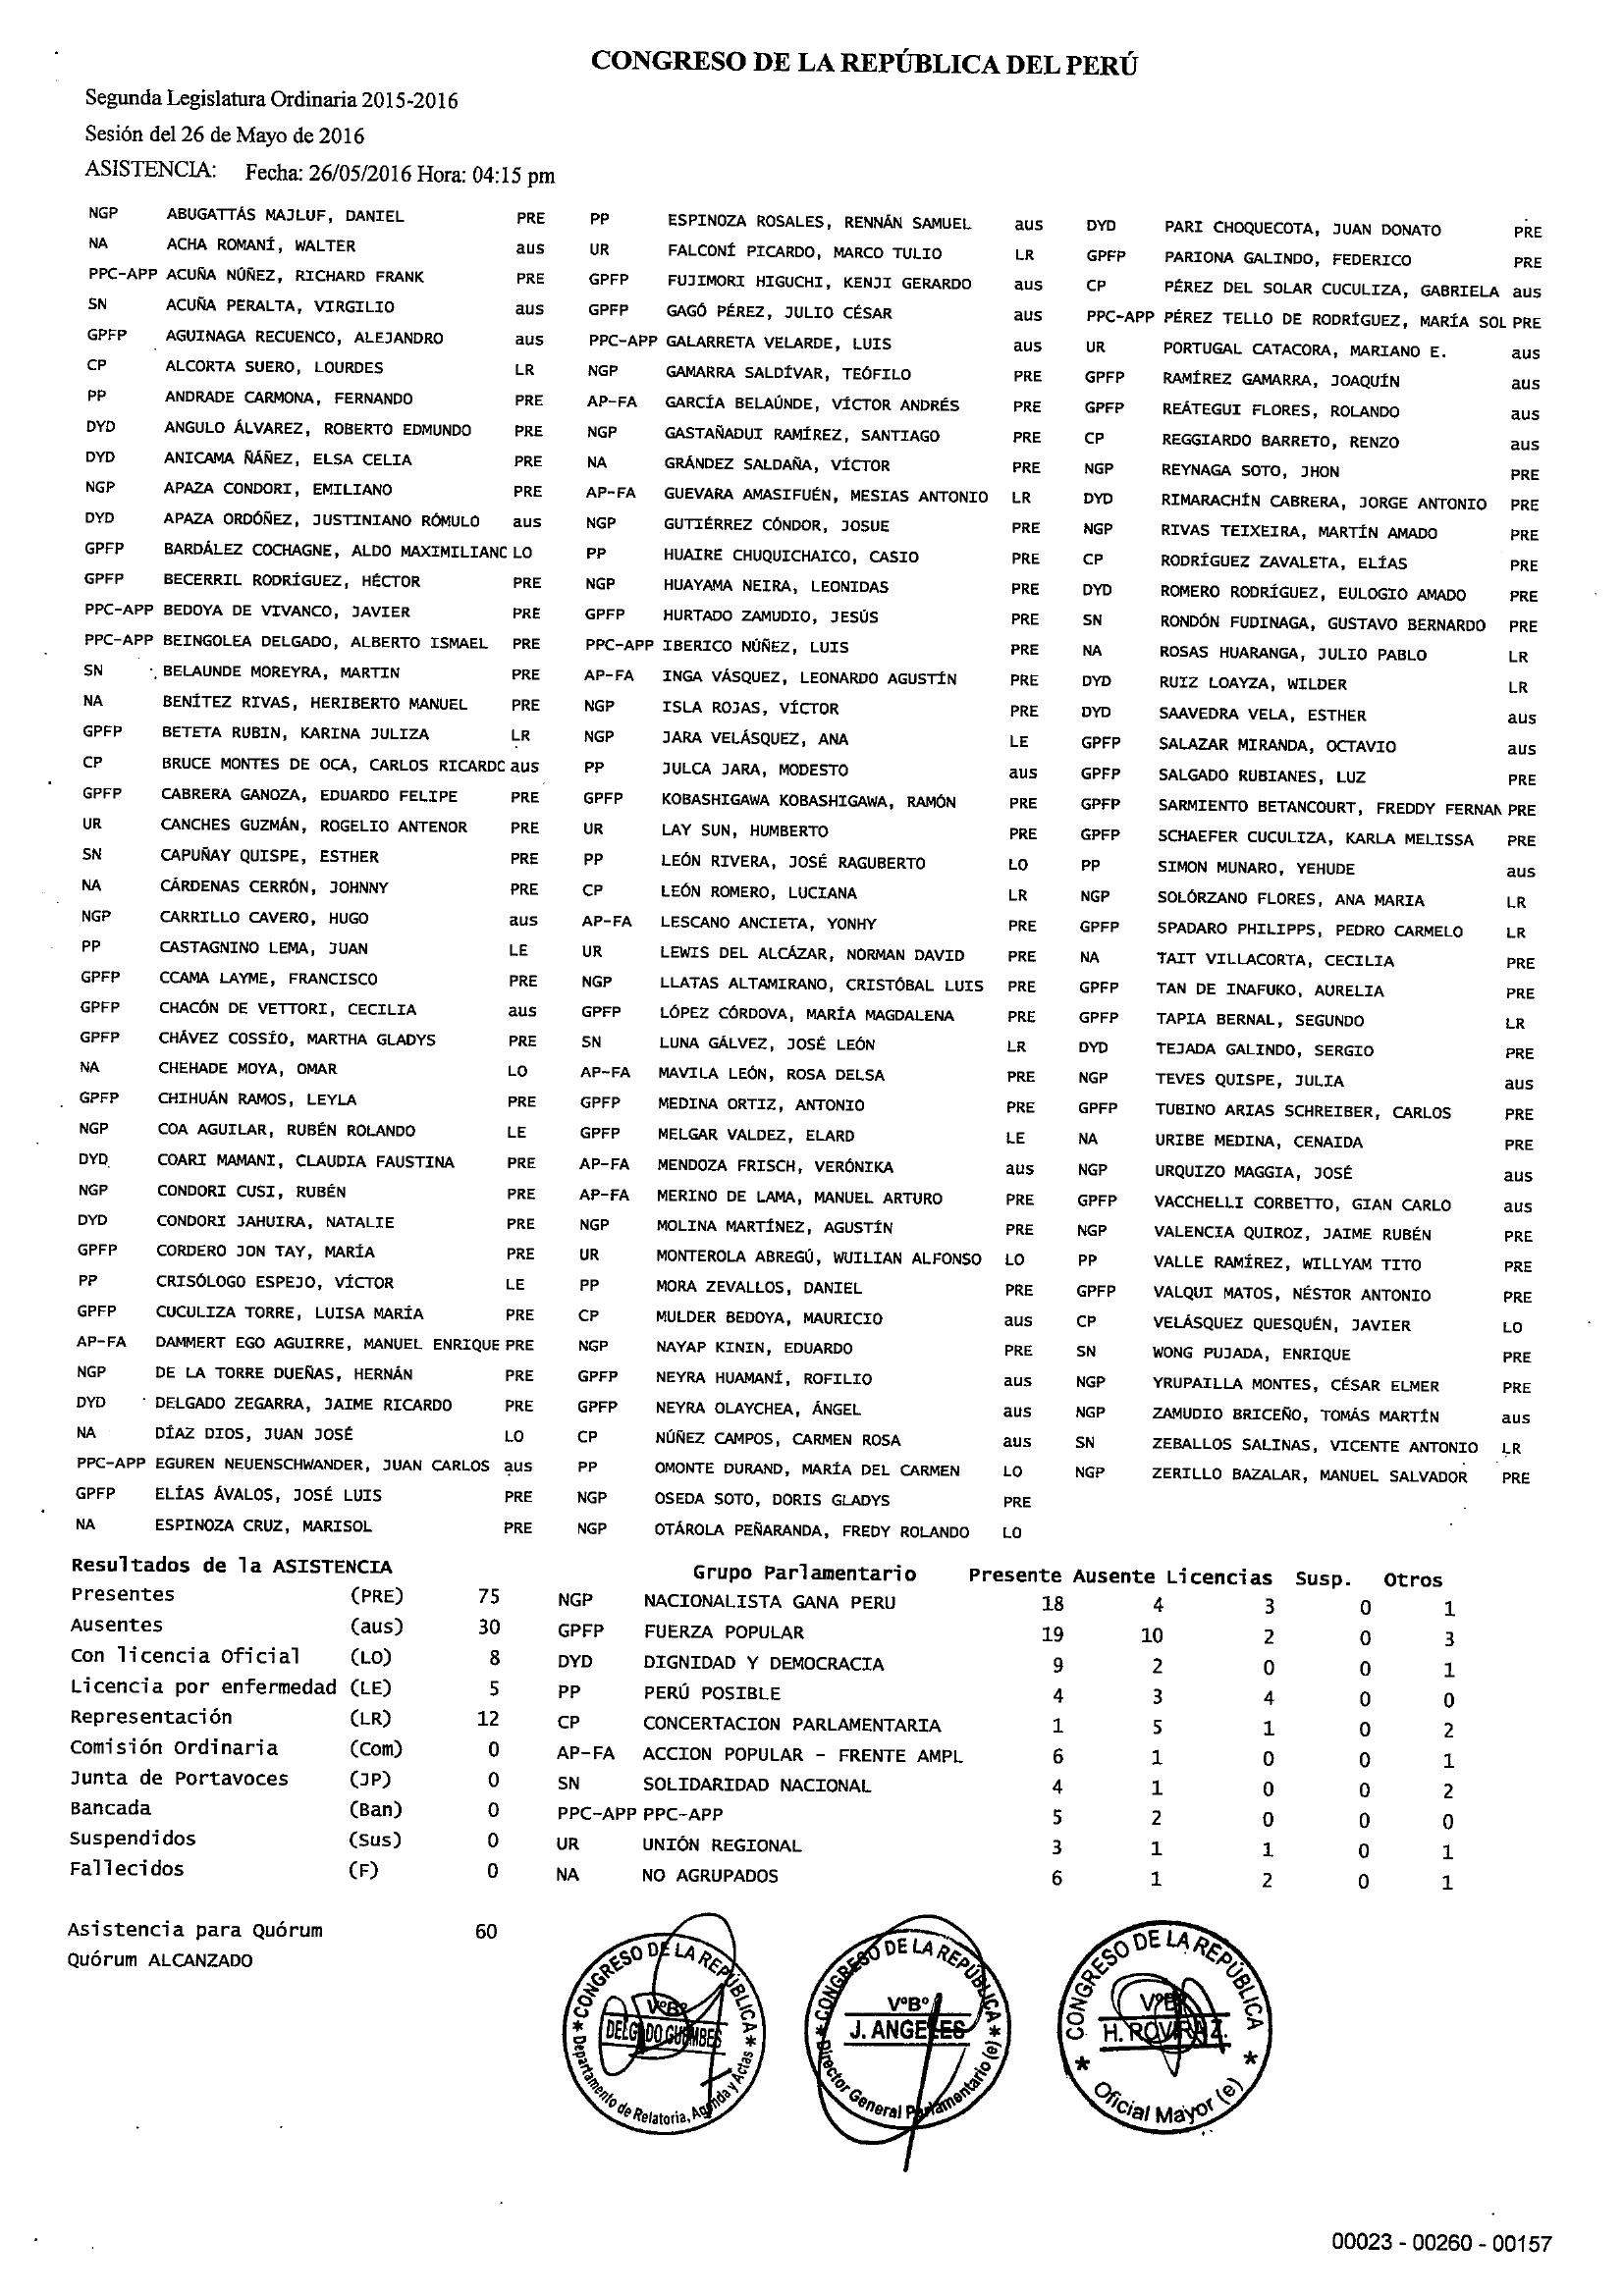 CONGRESO DE LA REPÚBLICA DEL PERÚ
Segunda Legislatura Ordinaria 2015-2016
Sesión del 26 de Mayo de 2016
ASISTENCIA: Fecha: 26/05/2016 Hora: 04:15 pm
NGP ABUGATTÁS MAJLUF, DANIEL PRE
NA ACHA ROMANÍ, WALTER aus
PPC-APP ACUÑA NÚÑEZ, RICHARD FRANK PRE
SN ACUÑA PERALTA, VIRGILIO aus
GPFP AGUINAGA RECUENCO, ALEJANDRO aus
CP ALCORTA SUERO, LOURDES LR
PP ANDRADE CARMONA, FERNANDO PRE
DYD ANGULO ÁLVAREZ, ROBERTO EDMUNDO PRE
DYD ANICAMA ÑÁÑEZ, ELSA CELIA PRE
NGP APAZA CONDORI, EMILIANO PRE
DYD APAZA ORDÓÑEZ, JUSTINIANO RÓMULO aus
GPFP BARDÁLEZ COCHAGNE, ALDO MAXIMILIANC LO
GPFP BECERRIL RODRÍGUEZ, HÉCTOR PRE
PPC-APP BEDOYA DE VIVANCO, JAVIER PRE
PPC-APP BEINGOLEA DELGADO, ALBERTO ISMAEL PRE
SN BELAUNDE MOREYRA, MARTIN PRE
NA BENÍTEZ RIVAS, HERIBERTO MANUEL PRE
GPFP BETETA RUBIN, KARINA JULIZA LR
CP BRUCE MONTES DE OCA, CARLOS RICARDO aus
GPFP CABRERA GANOZA, EDUARDO FELIPE PRE
UR CANCHES GUZMÁN, ROGELIO ANTENOR PRE
SN CAPUÑAY QUISPE, ESTHER PRE
NA CÁRDENAS CERRÓN, JOHNNY PRE
NGP CARRILLO CAVERO, HUGO aus
PP CASTAGNINO LEMA, JUAN LE
GPFP CCAMA LAYME, FRANCISCO PRE
GPFP CHACÓN DE VETTORI, CECILIA aus
GPFP CHÁVEZ COSSÍO, MARTHA GLADYS PRE
NA CHEHADE MOYA, OMAR LO
GPFP CHIHUÁN RAMOS, LEYLA PRE
NGP COA AGUILAR, RUBÉN ROLANDO LE
DYD COARI MAMANI, CLAUDIA FAUSTINA PRE
NGP CONDORI CUSI, RUBÉN PRE
DYD CONDORI JAHUIRA, NATALIE PRE
GPFP CORDERO JON TAY, MARÍA PRE
PP CRISÓLOGO ESPEJO, VÍCTOR LE
GPFP CUCULIZA TORRE, LUISA MARÍA PRE
AP-FA DAMMERT EGO AGUIRRE, MANUEL ENRIQUE PRE
NGP DE LA TORRE DUEÑAS, HERNÁN PRE
DYD DELGADO ZEGARRA, JAIME RICARDO PRE
NA DÍAZ DIOS, JUAN JOSÉ LO
PPC-APP EGUREN NEUENSCHWANDER, JUAN CARLOS aus
GPFP ELÍAS ÁVALOS, JOSÉ LUIS PRE
NA ESPINOZA CRUZ, MARISOL PRE
PP ESPINOZA ROSALES, RENNÁN SAMUEL aus
UR FALCONÍ PICARDO, MARCO TULIO LR
GPFP FUJIMORI HIGUCHI, KENJI GERARDO aus
GPFP GAGÓ PÉREZ, JULIO CÉSAR aus
PPC-APP GALARRETA VELARDE, LUIS aus
NGP GAMARRA SALDÍVAR, TEÓFILO PRE
AP-FA GARCÍA BELAÚNDE, VÍCTOR ANDRÉS PRE
NGP GASTAÑADUI RAMÍREZ, SANTIAGO PRE
NA GRÁNDEZ SALDAÑA, VÍCTOR PRE
AP-FA GUEVARA AMASIFUÉN, MESIAS ANTONIO LR
NGP GUTIÉRREZ CÓNDOR, JOSUE PRE
PP HUAIRE CHUQUICHAICO, CASIO PRE
NGP HUAYAMA NEIRA, LEONIDAS PRE
GPFP HURTADO ZAMUDIO, JESÚS PRE
PPC-APP IBERICO NÚÑEZ, LUIS PRE
AP-FA INGA VÁSQUEZ, LEONARDO AGUSTÍN PRE
NGP ISLA ROJAS, VÍCTOR PRE
NGP JARA VELÁSQUEZ, ANA LE
PP JULCA JARA, MODESTO aus
GPFP KOBASHIGAWA KOBASHIGAWA, RAMÓN PRE
UR LAY SUN, HUMBERTO PRE
PP LEÓN RIVERA, JOSÉ RAGUBERTO LO
CP LEÓN ROMERO, LUCIANA LR
AP-FA LESCANO ANCIETA, YONHY PRE
UR LEWIS DEL ALCÁZAR, NORMAN DAVID PRE
NGP LLATAS ALTAMIRANO, CRISTÓBAL LUIS PRE
GPFP LÓPEZ CÓRDOVA, MARÍA MAGDALENA PRE
SN LUNA GÁLVEZ, JOSÉ LEÓN LR
AP-FA MAVILA LEÓN, ROSA DELSA PRE
GPFP MEDINA ORTIZ, ANTONIO PRE
GPFP MELGAR VALDEZ, ELARD LE
AP-FA MENDOZA FRISCH, VERÓNIKA aus
AP-FA MERINO DE LAMA, MANUEL ARTURO PRE
NGP MOLINA MARTÍNEZ, AGUSTÍN PRE
UR MONTEROLA ABREGÚ, WUILIAN ALFONSO LO
PP MORA ZEVALLOS, DANIEL PRE
CP MULDER BEDOYA, MAURICIO aus
NGP NAYAP KININ, EDUARDO PRE
GPFP NEYRA HUAMANÍ, ROFILIO aus
GPFP NEYRA OLAYCHEA, ÁNGEL aus
CP NÚÑEZ CAMPOS, CARMEN ROSA aus
PP OMONTE DURAND, MARÍA DEL CARMEN LO
NGP OSEDA SOTO, DORIS GLADYS PRE
NGP OTÁROLA PEÑARANDA, FREDY ROLANDO LO
DYD PARI CHOQUECOTA, JUAN DONATO PRE
GPFP PARIONA GALINDO, FEDERICO PRE
CP PÉREZ DEL SOLAR CUCULIZA, GABRIELA aus
PPC-APP PÉREZ TELLO DE RODRÍGUEZ, MARÍA SOL PRE
UR PORTUGAL CATACORA, MARIANO E. aus
GPFP RAMÍREZ GAMARRA, JOAQUÍN aus
GPFP REÁTEGUI FLORES, ROLANDO aus
CP REGGIARDO BARRETO, RENZO aus
NGP REYNAGA SOTO, JHON PRE
DYD RIMARACHÍN CABRERA, JORGE ANTONIO PRE
NGP RIVAS TEIXEIRA, MARTÍN AMADO PRE
CP RODRÍGUEZ ZAVALETA, ELÍAS PRE
DYD ROMERO RODRÍGUEZ, EULOGIO AMADO PRE
SN RONDÓN FUDINAGA, GUSTAVO BERNARDO PRE
NA ROSAS HUARANGA, JULIO PABLO LR
DYD RUIZ LOAYZA, WILDER LR
DYD SAAVEDRA VELA, ESTHER aus
GPFP SALAZAR MIRANDA, OCTAVIO aus
GPFP SALGADO RUBIANES, LUZ PRE
GPFP SARMIENTO BETANCOURT, FREDDY FERNAN PRE
GPFP SCHAEFER CUCULIZA, KARLA MELISSA PRE
PP SIMON MUNARO, YEHUDE aus
NGP SOLÓRZANO FLORES, ANA MARIA LR
GPFP SPADARO PHILIPPS, PEDRO CARMELO LR
NA TAIT VILLACORTA, CECILIA PRE
GPFP TAN DE INAFUKO, AURELIA PRE
GPFP TAPIA BERNAL, SEGUNDO LR
DYD TEJADA GALINDO, SERGIO PRE
NGP TEVES QUISPE, JULIA aus
GPFP TUBINO ARIAS SCHREIBER, CARLOS PRE
NA URIBE MEDINA, CENAIDA PRE
NGP URQUIZO MAGGIA, JOSÉ aus
GPFP VACCHELLI CORBETTO, GIAN CARLO aus
NGP VALENCIA QUIROZ, JAIME RUBÉN PRE
PP VALLE RAMÍREZ, WILLYAM TITO PRE
GPFP VALQUI MATOS, NÉSTOR ANTONIO PRE
CP VELÁSQUEZ QUESQUÉN, JAVIER LO
SN WONG PUJADA, ENRIQUE PRE
NGP YRUPAILLA MONTES, CÉSAR ELMER PRE
NGP ZAMUDIO BRICEÑO, TOMÁS MARTÍN aus
SN ZEBALLOS SALINAS, VICENTE ANTONIO LR
NGP ZERILLO BAZALAR, MANUEL SALVADOR PRE
Resultados de la ASISTENCIA
Presentes (PRE) 75
Ausentes (aus) 30
Con licencia Oficial (LO) 8
Licencia por enfermedad (LE) 5
Representación (LR) 12
Comisión Ordinaria (Com) 0
Junta de Portavoces (JP) 0
Bancada (Ban) 0
Suspendidos (Sus) 0
Fallecidos (F) 0
Asistencia para Quórum 60
Quórum ALCANZADO
Grupo Parlamentario Presente Ausente Licencias Susp. Otros
NGP NACIONALISTA GANA PERU 18 4 3 0 1
GPFP FUERZA POPULAR 19 10 2 0 3
DYD DIGNIDAD Y DEMOCRACIA 9 2 0 0 1
PP PERÚ POSIBLE 4 3 4 0 0
CP CONCERTACION PARLAMENTARIA 1 5 1 0 2
AP-FA ACCION POPULAR - FRENTE AMPL 6 1 0 0 1
SN SOLIDARIDAD NACIONAL 4 1 0 0 2
PPC-APP PPC-APP 5 2 0 0 0
UR UNIÓN REGIONAL 3 1 1 0 1
NA NO AGRUPADOS 6 1 2 0 1
CONGRESO DE LA REPÚBLICA
V°B°
DELGADO GUEMBES
Departamento de Relatoria, Agenda y Actas
CONGRESO DE LA REPÚBLICA
V°B°
J. ANGELES
Director General Parlamentario (e)
CONGRESO DE LA REPÚBLICA
V°B°
Oficial Mayor (e)
00023 - 00260 - 00157